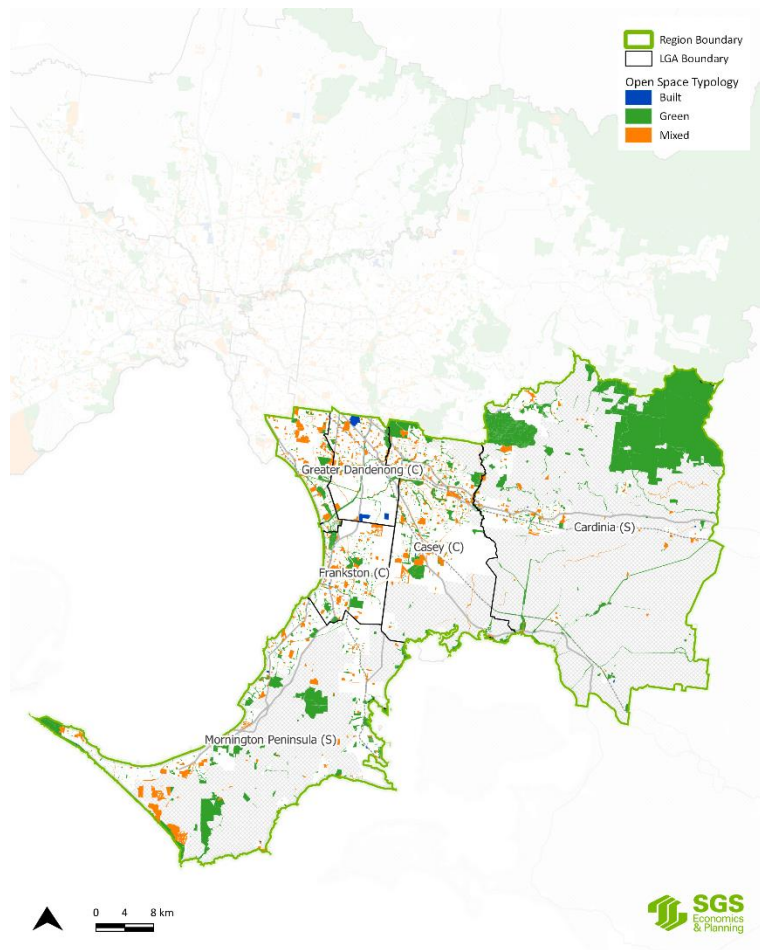 Region Boundary
LGA Boundary
Open Space Typology
Built
Green
Mixed
Greater Dandenong (C)
Cardinia (S)
Casey (C)
Frankston (C)
Mornington Peninsula (S)
0 4 8 km
SGS
Economics
& Planning